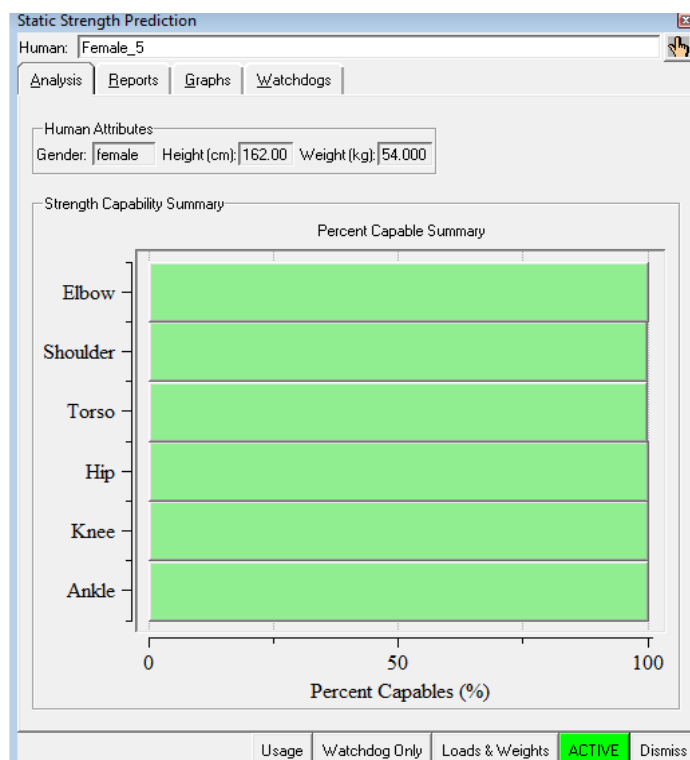 Static Strength Prediction
Human: Female_5
Analysis Reports Graphs Watchdogs
Human Attributes
Gender: female Height (cm): 162.00 Weight (kg): 54.000
Strength Capability Summary
Percent Capable Summary
Elbow
Shoulder
Torso
Hip
Knee
Ankle
0 50 100
Percent Capables (%)
Usage Watchdog Only Loads & Weights ACTIVE Dismiss